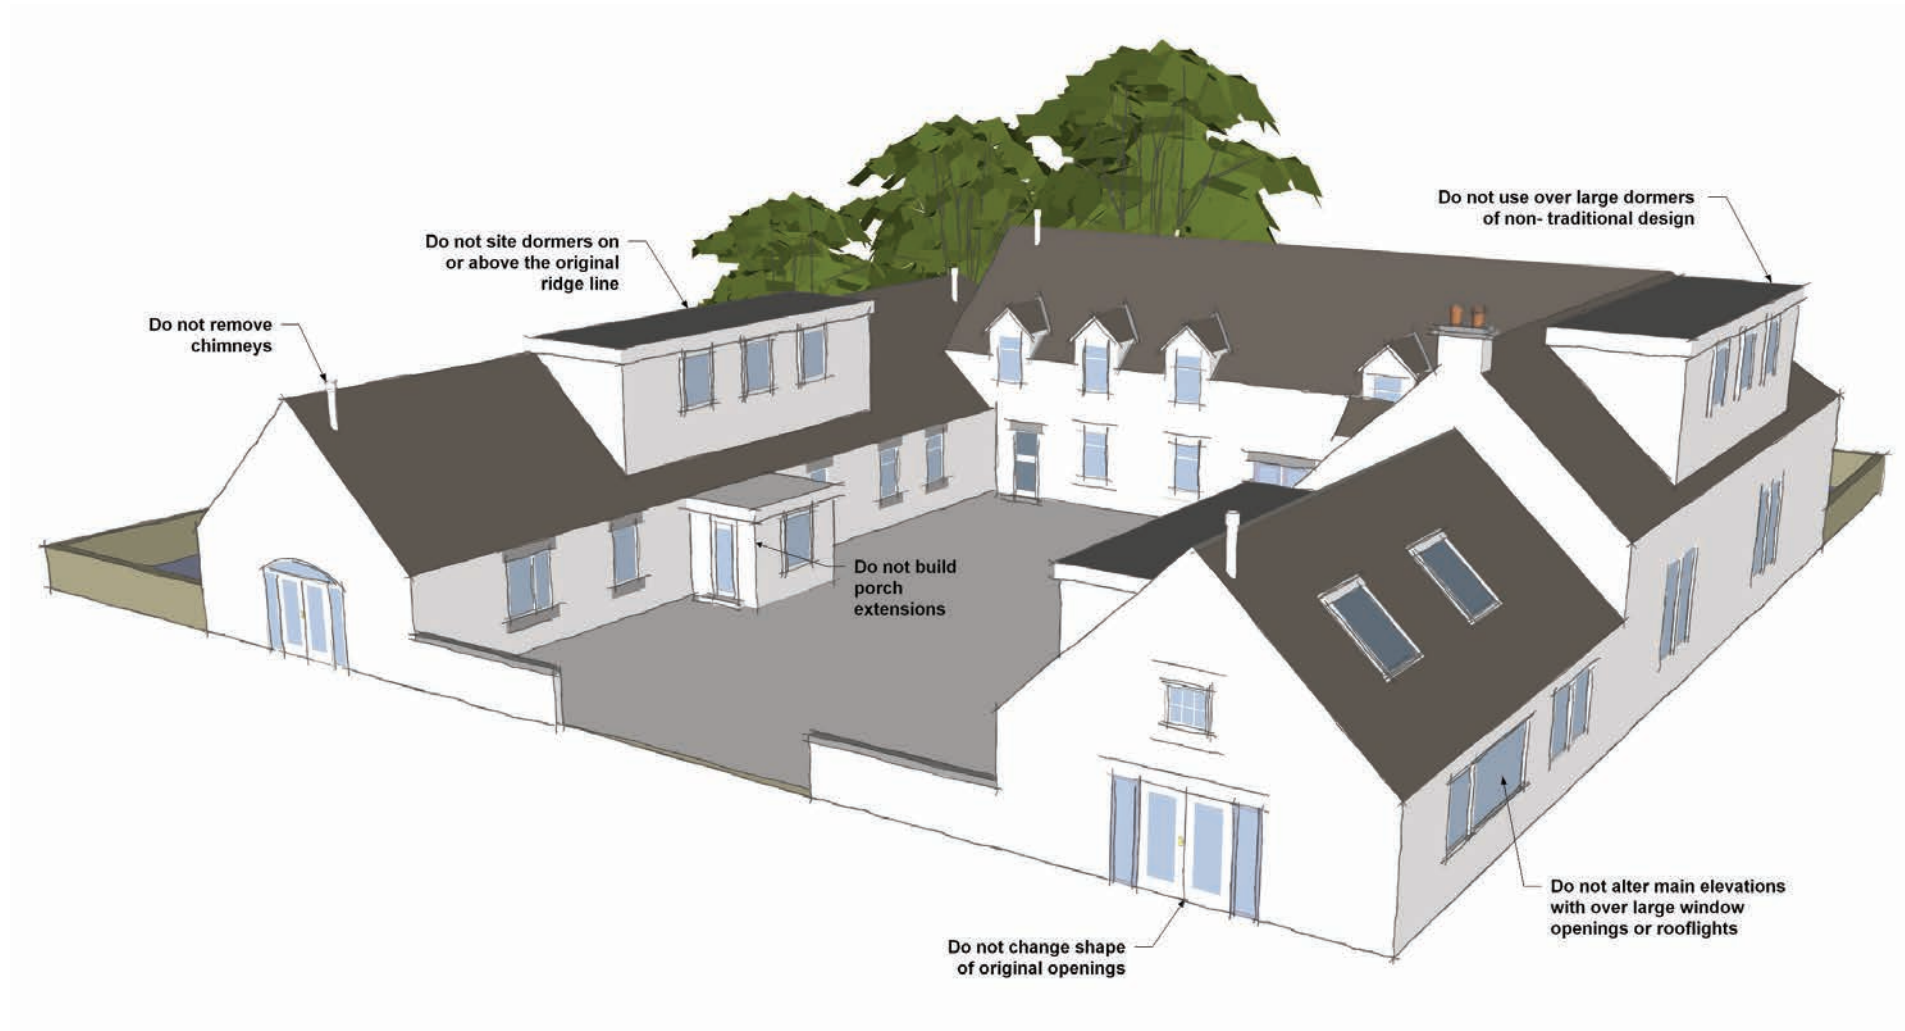 Do not use over large dormers
of non- traditional design
Do not site dormers on
or above the original
ridge line
Do not remove
chimneys
Do not build
porch
extensions
Do not alter main elevations
with over large window
openings or rooflights
Do not change shape
of original openings